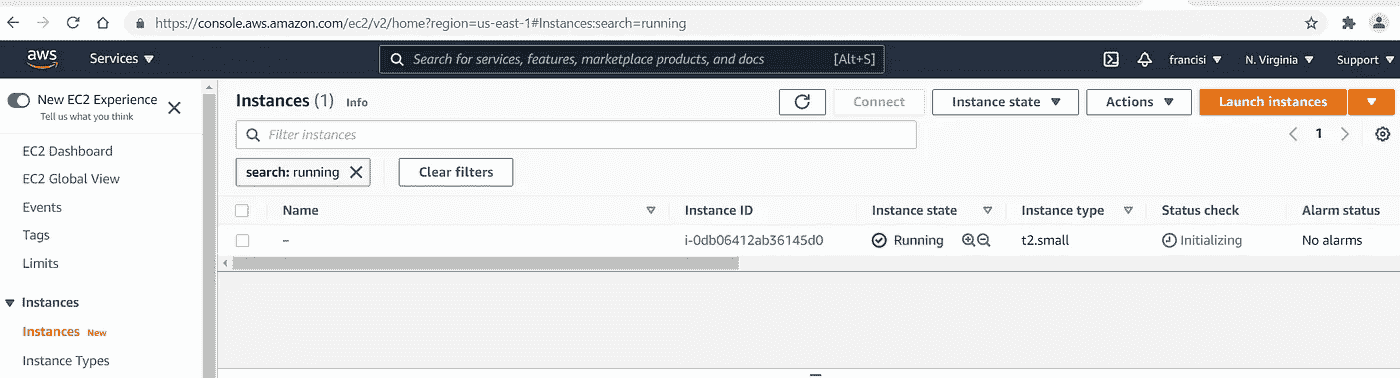 https://console.aws.amazon.com/ec2/v2/home?region=us-east-1#Instances:search=running
aws Services Search for services, features, marketplace products, and docs [Alt+S] francisi N. Virginia Support
New EC2 Experience
Tell us what you think
EC2 Dashboard
EC2 Global View
Events
Tags
Limits
Instances
Instances New
Instance Types
Instances (1) Info Connect Instance state Actions Launch instances
Filter instances 1
search: running Clear filters
Name Instance ID Instance state Instance type Status check Alarm status
– i-0db06412ab36145d0 Running t2.small Initializing No alarms